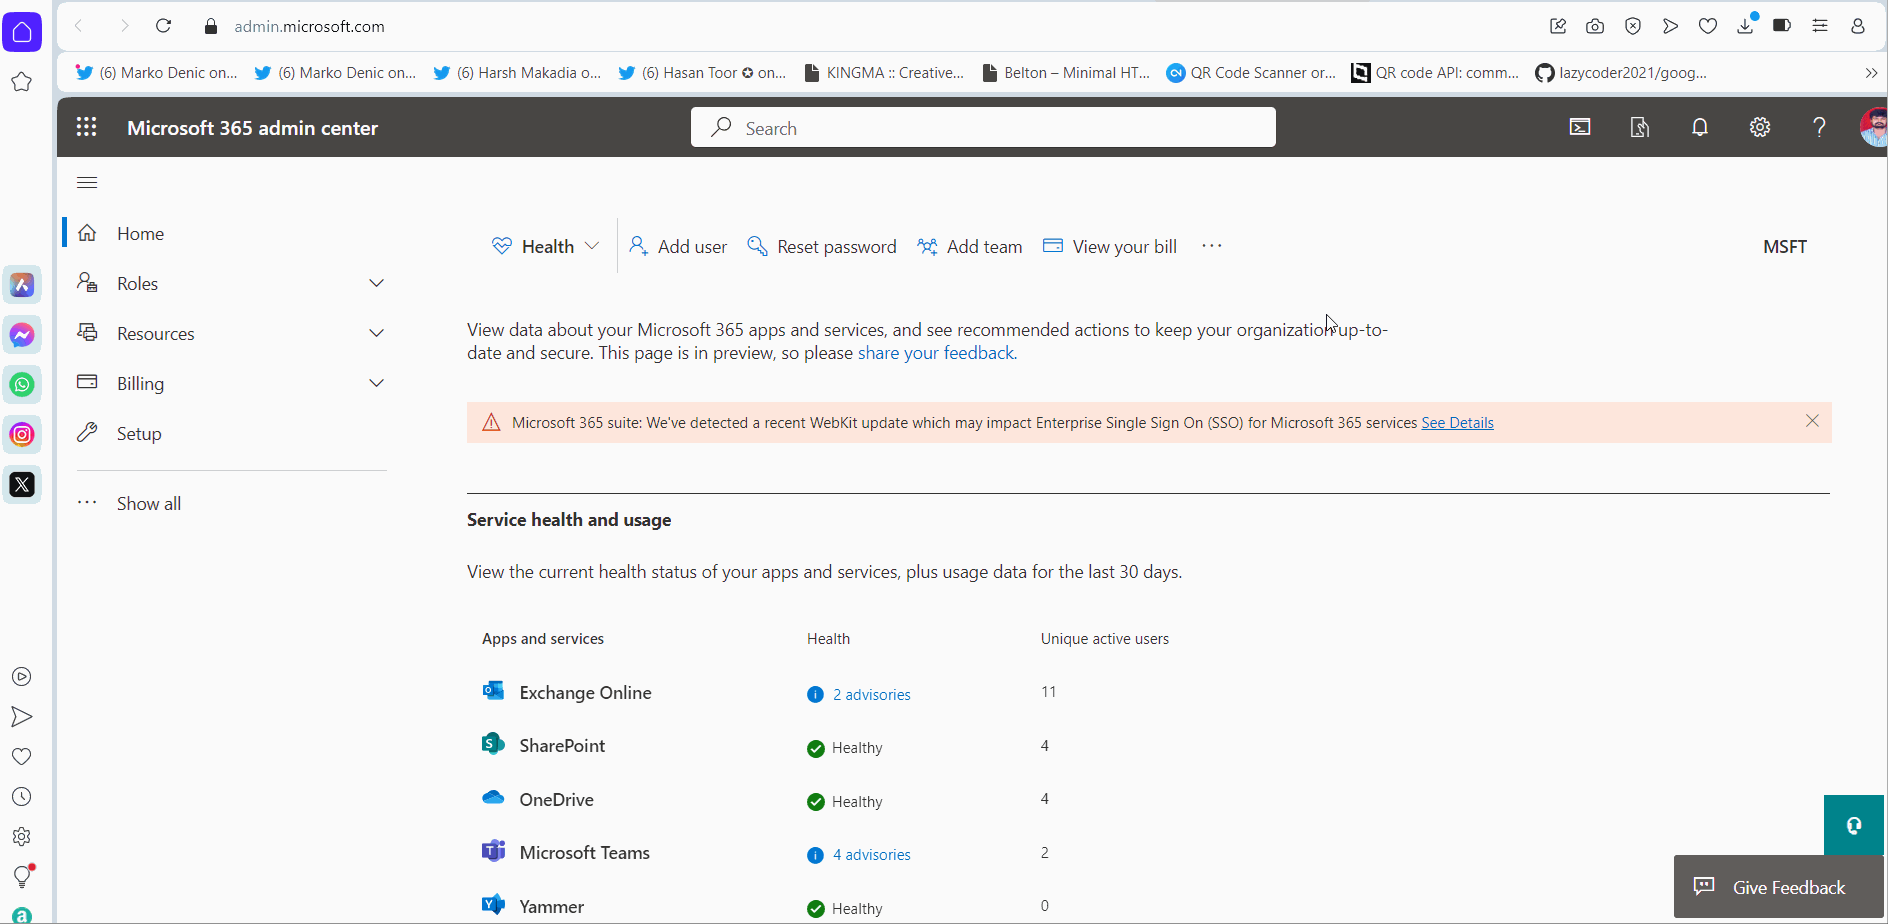 admin.microsoft.com
(6) Marko Denic on...
(6) Marko Denic on...
(6) Harsh Makadia o...
(6) Hasan Toor ✪ on...
KINGMA :: Creative...
Belton – Minimal HT...
QR Code Scanner or...
QR code API: comm...
lazycoder2021/goog...
Microsoft 365 admin center
Search
Home
Roles
Resources
Billing
Setup
Show all
Health
Add user
Reset password
Add team
View your bill
MSFT
View data about your Microsoft 365 apps and services, and see recommended actions to keep your organization up-to-
date and secure. This page is in preview, so please share your feedback.
Microsoft 365 suite: We've detected a recent WebKit update which may impact Enterprise Single Sign On (SSO) for Microsoft 365 services See Details
Service health and usage
View the current health status of your apps and services, plus usage data for the last 30 days.
Apps and services Health Unique active users
Exchange Online 2 advisories 11
SharePoint Healthy 4
OneDrive Healthy 4
Microsoft Teams 4 advisories 2
Yammer Healthy 0
Give Feedback